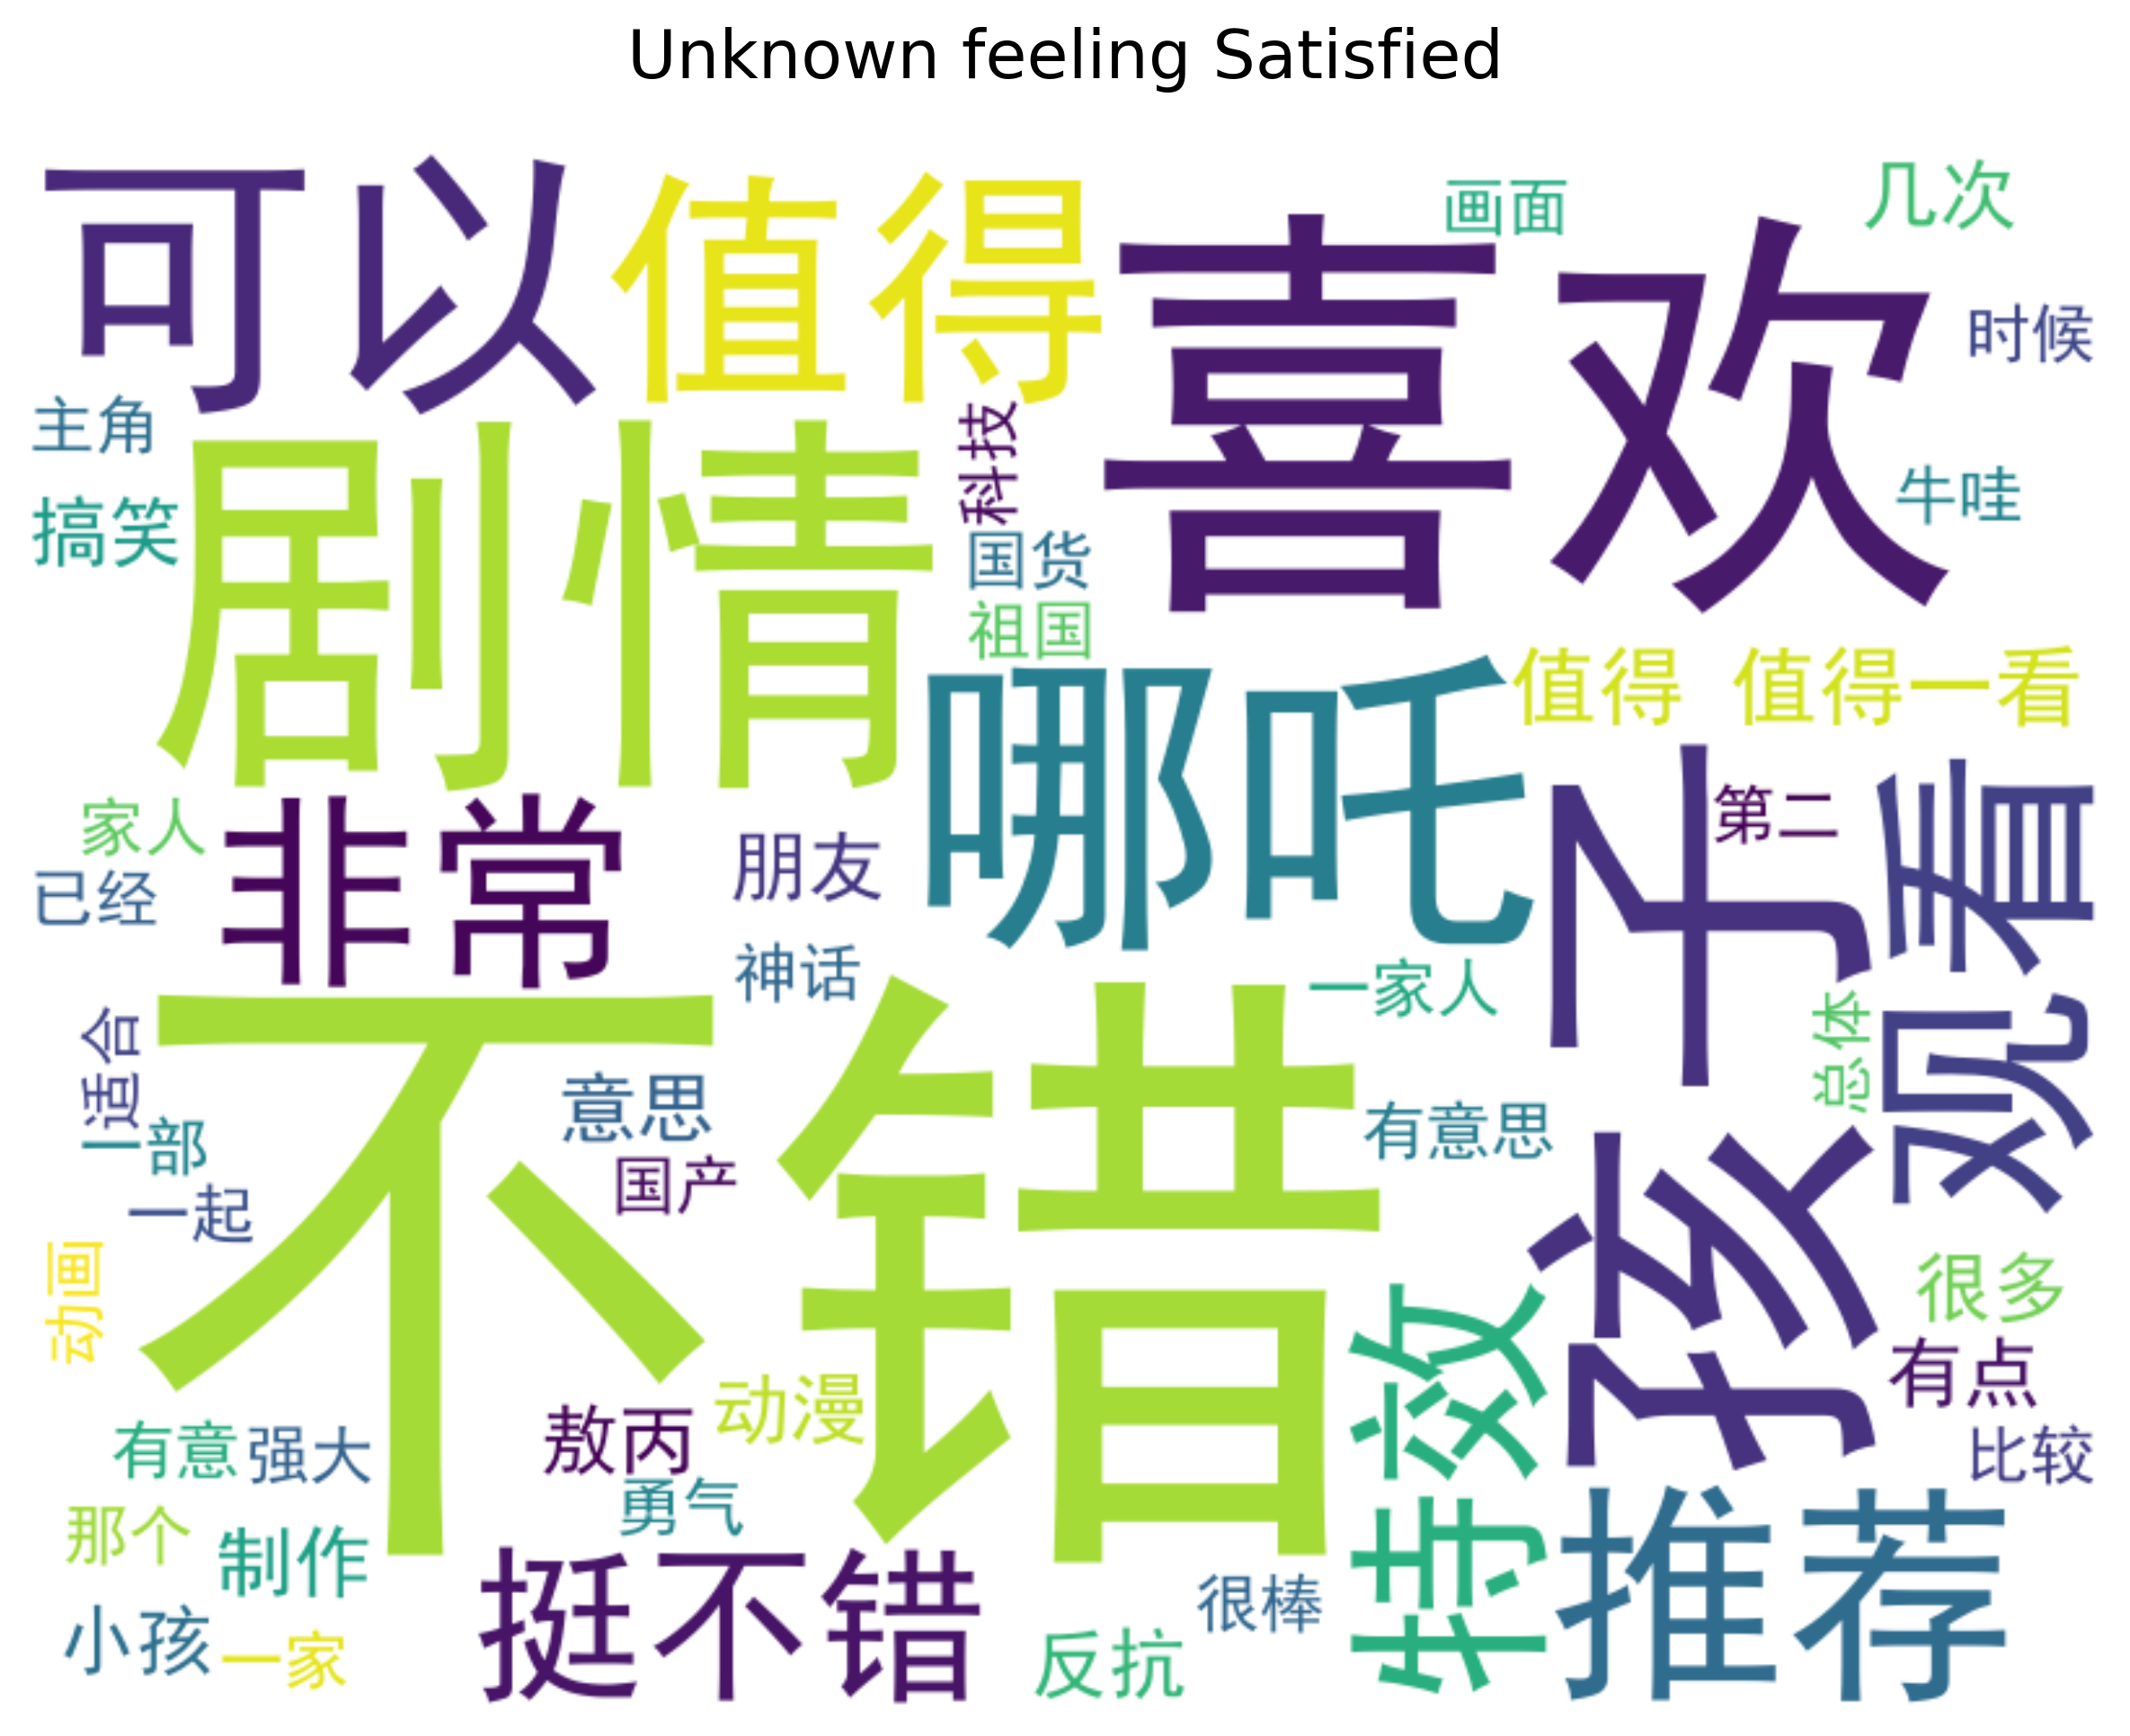 Unknown feeling Satisfied
可以
值得
画面
几次
喜欢
时候
主角
科技
牛哇
搞笑
剧情
国货
祖国
值得 值得一看
哪吒
第二
观看
孩子
家人
非常
朋友
已经
神话
一家人
总体
适合
不错
意思
有意思
一部
国产
一起
动画
很多
特效
有点
动漫
敖丙
有意
强大
比较
勇气
那个
制作
推荐
挺不错
很棒
小孩
一家
反抗